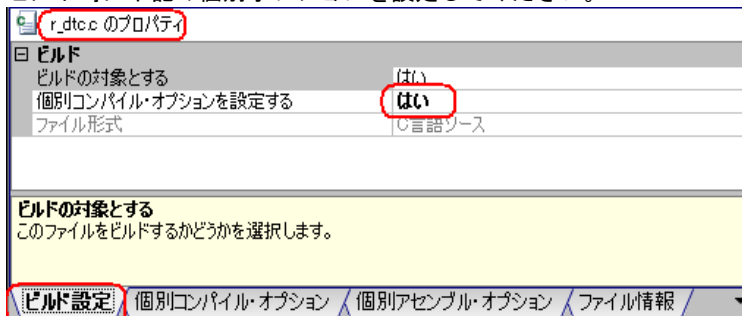 r_dtc.c のプロパティ
ビルド
ビルドの対象とする はい
個別コンパイル・オプションを設定する はい
ファイル形式 C言語ソース
ビルドの対象とする
このファイルをビルドするかどうかを選択します。
ビルド設定 個別コンパイル・オプション 個別アセンブル・オプション ファイル情報